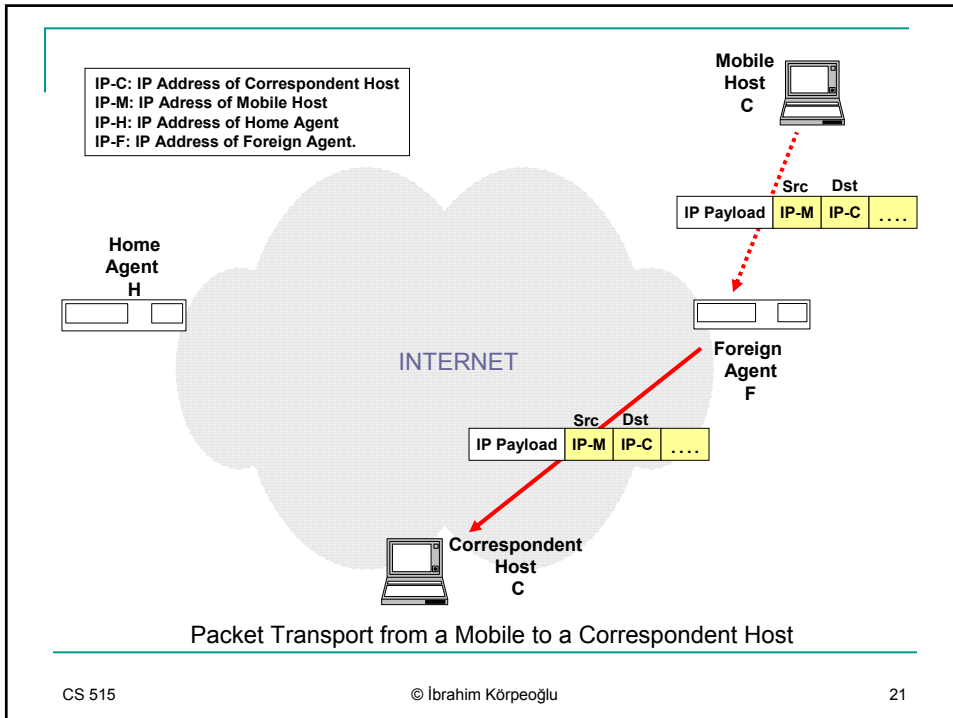 IP-C: IP Address of Correspondent Host
IP-M: IP Adress of Mobile Host
IP-H: IP Address of Home Agent
IP-F: IP Address of Foreign Agent.
Mobile
Host
C
Src Dst
IP Payload IP-M IP-C ....
Home
Agent
H
INTERNET
Foreign
Agent
F
Src Dst
IP Payload IP-M IP-C ....
Correspondent
Host
C
Packet Transport from a Mobile to a Correspondent Host
CS 515 © İbrahim Körpeoğlu 21